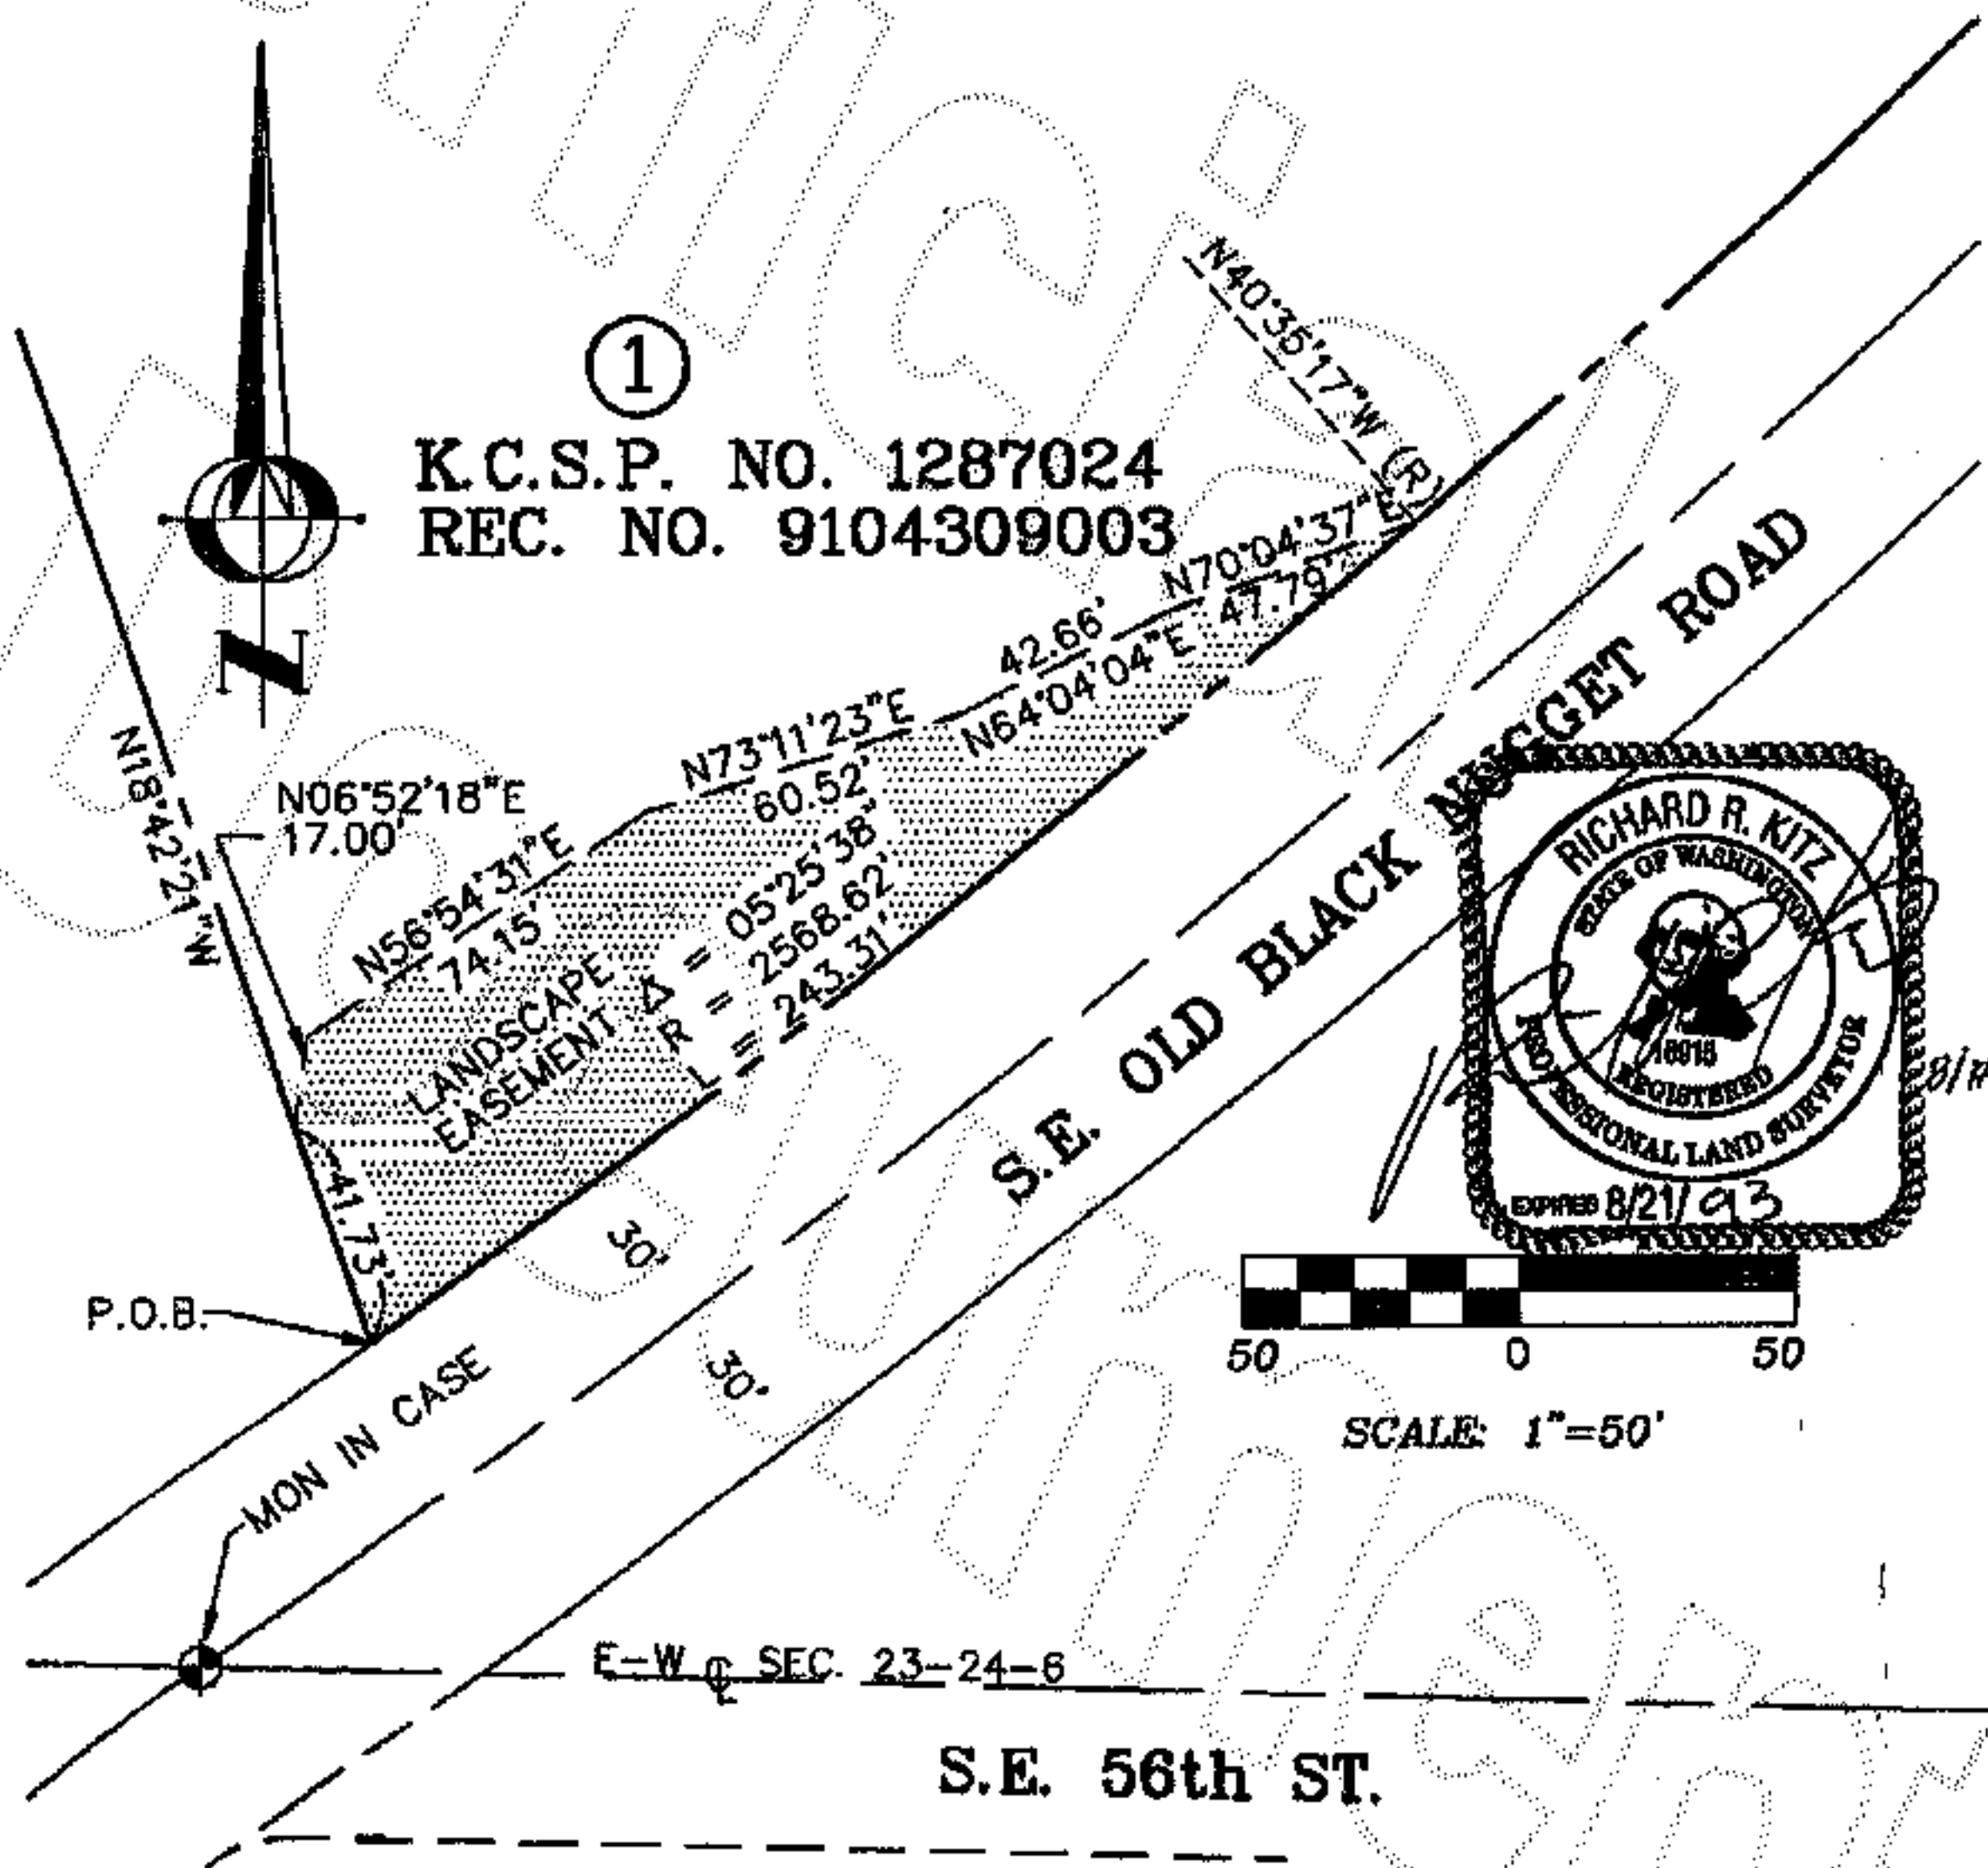 N40°35'17"W (R)
1
K.C.S.P. NO. 1287024
REC. NO. 9104309003
N
N18°42'21"W
N06°52'18"E
17.00'
N56°54'31"E
74.15'
N73°11'23"E
60.52'
42.66'
N64°04'04"E
N70°04'37"E
47.79'
LANDSCAPE
EASEMENT
Δ = 05°25'38"
R = 2568.62'
L = 243.31'
41.73'
P.O.B.
S.E. OLD BLACK NUGGET ROAD
30'
30'
MON IN CASE
RICHARD R. KITZ
STATE OF WASHINGTON
REGISTERED
PROFESSIONAL LAND SURVEYOR
EXPIRES 8/21/93
50 0 50
SCALE: 1"=50'
E-W ℄ SEC. 23-24-6
S.E. 56th ST.